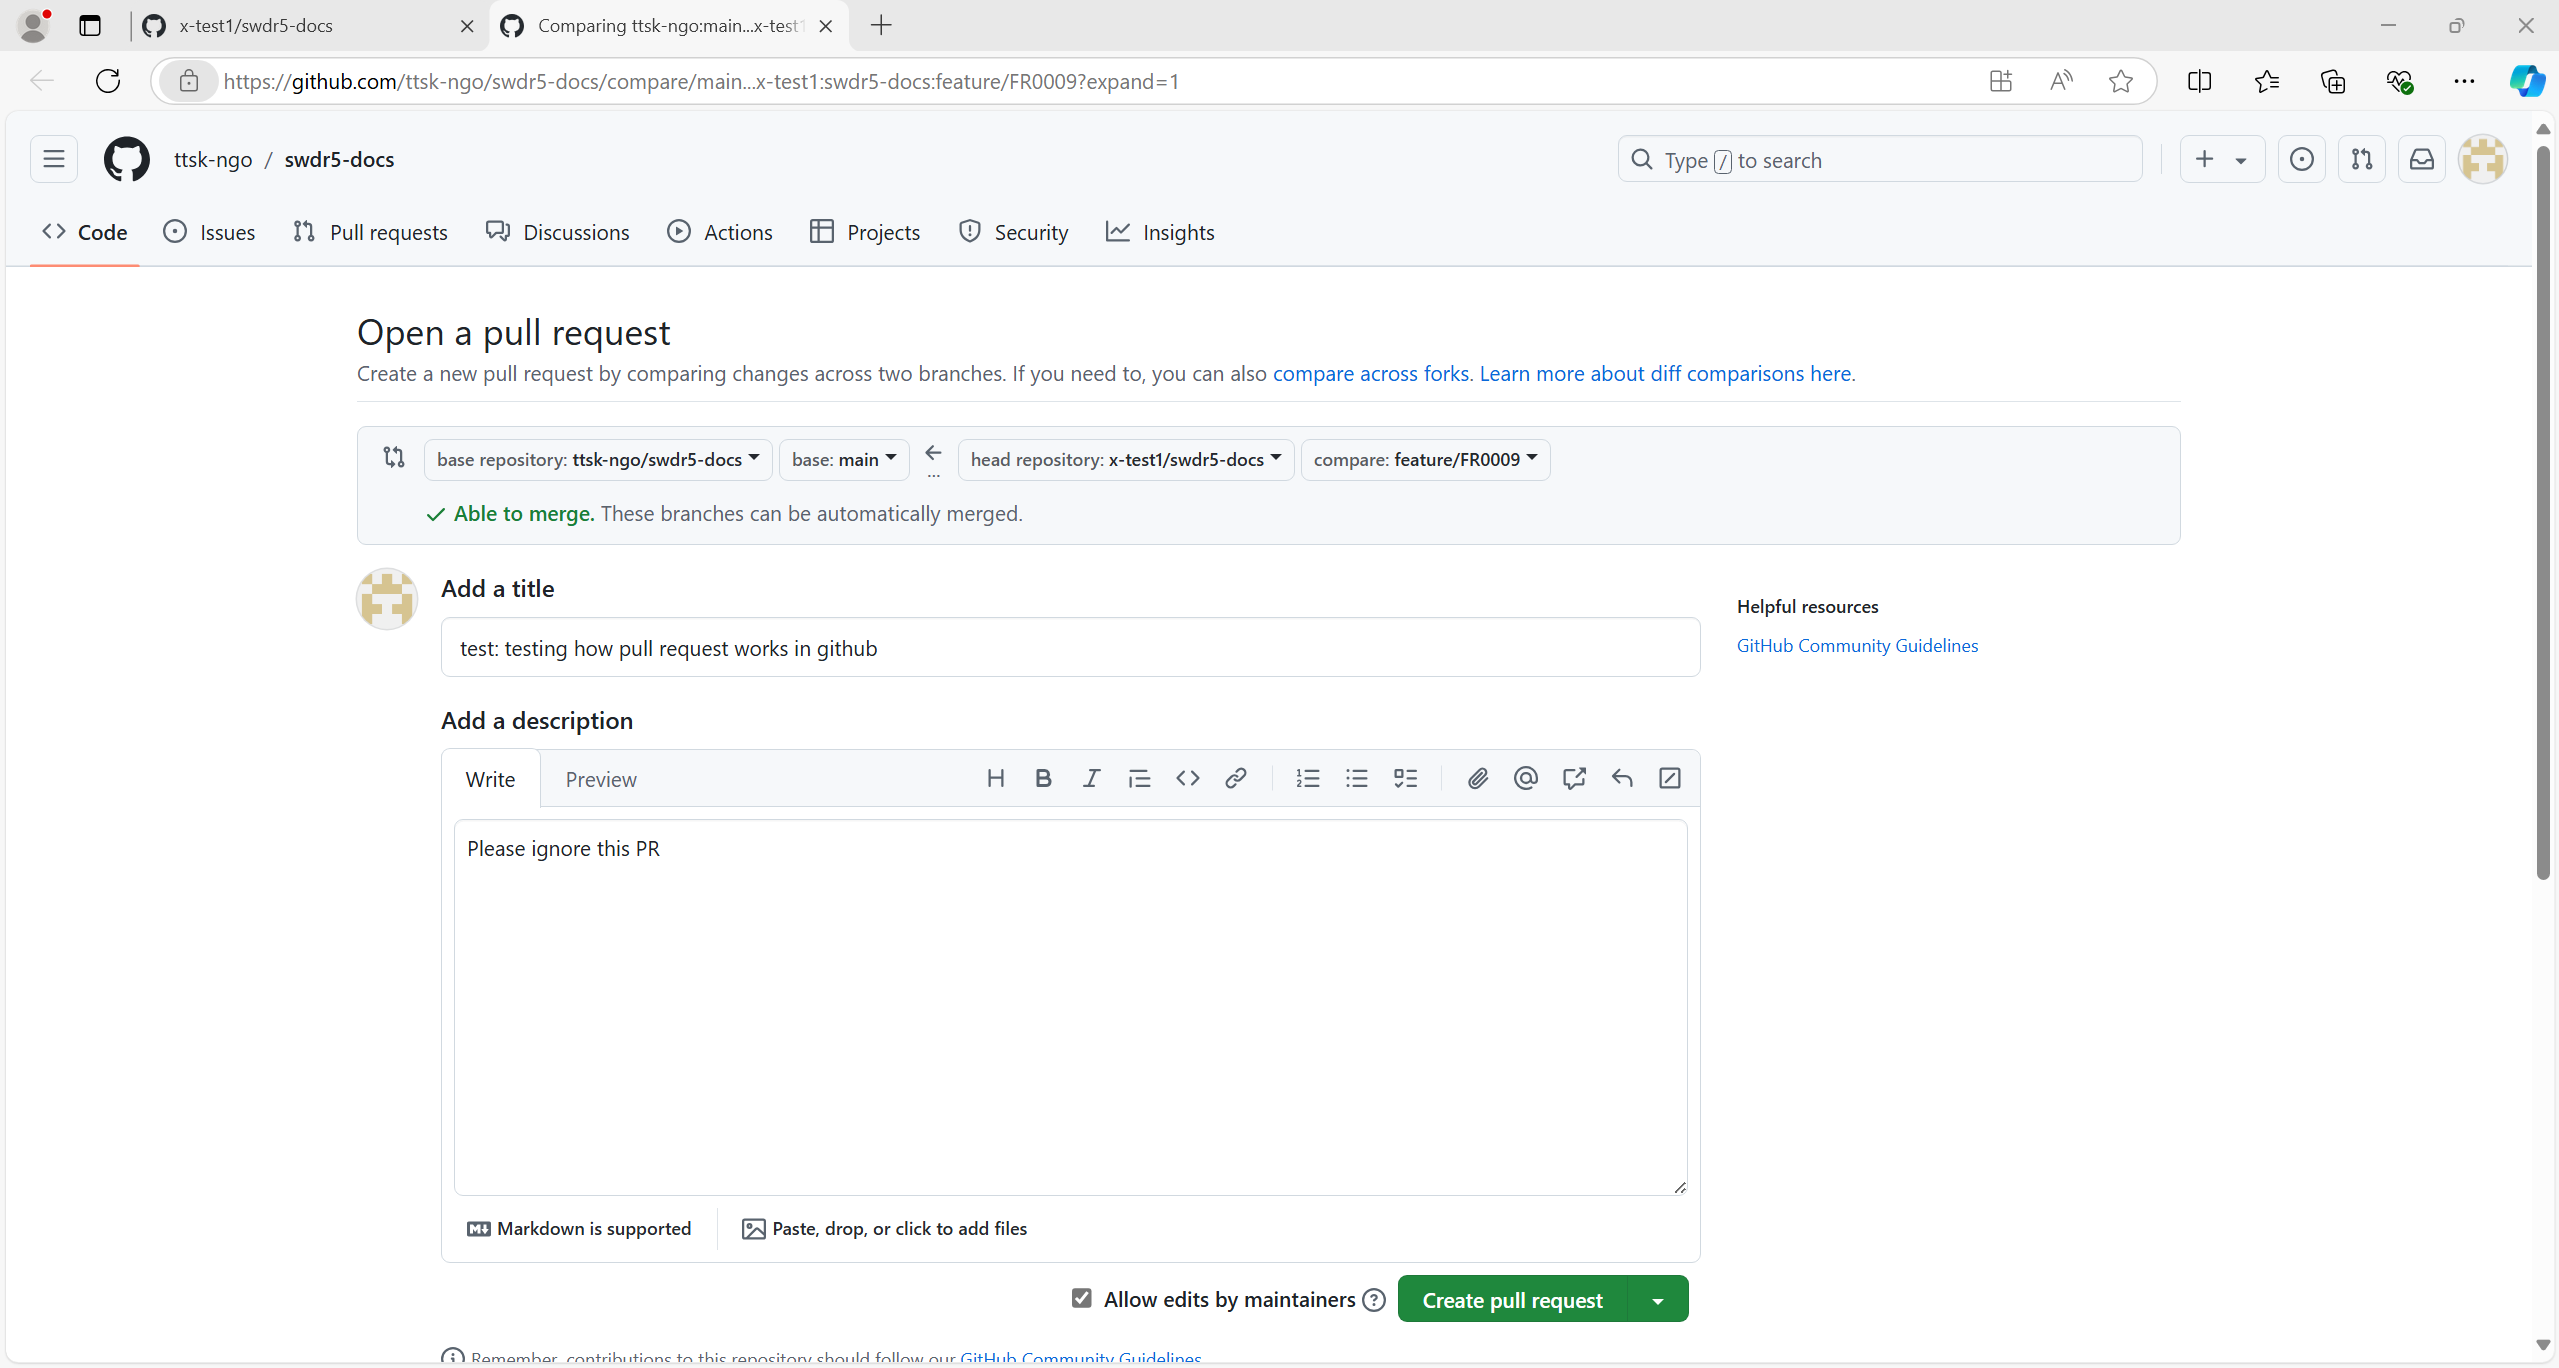 x-test1/swdr5-docs
Comparing ttsk-ngo:main...x-test1
https://github.com/ttsk-ngo/swdr5-docs/compare/main...x-test1:swdr5-docs:feature/FR0009?expand=1
ttsk-ngo / swdr5-docs
Type / to search
Code Issues Pull requests Discussions Actions Projects Security Insights
Open a pull request
Create a new pull request by comparing changes across two branches. If you need to, you can also compare across forks. Learn more about diff comparisons here.
base repository: ttsk-ngo/swdr5-docs base: main ... head repository: x-test1/swdr5-docs compare: feature/FR0009
Able to merge. These branches can be automatically merged.
Add a title
Helpful resources
test: testing how pull request works in github
GitHub Community Guidelines
Add a description
Write Preview
Please ignore this PR
Markdown is supported
Paste, drop, or click to add files
Allow edits by maintainers
Create pull request
Remember, contributions to this repository should follow our GitHub Community Guidelines.